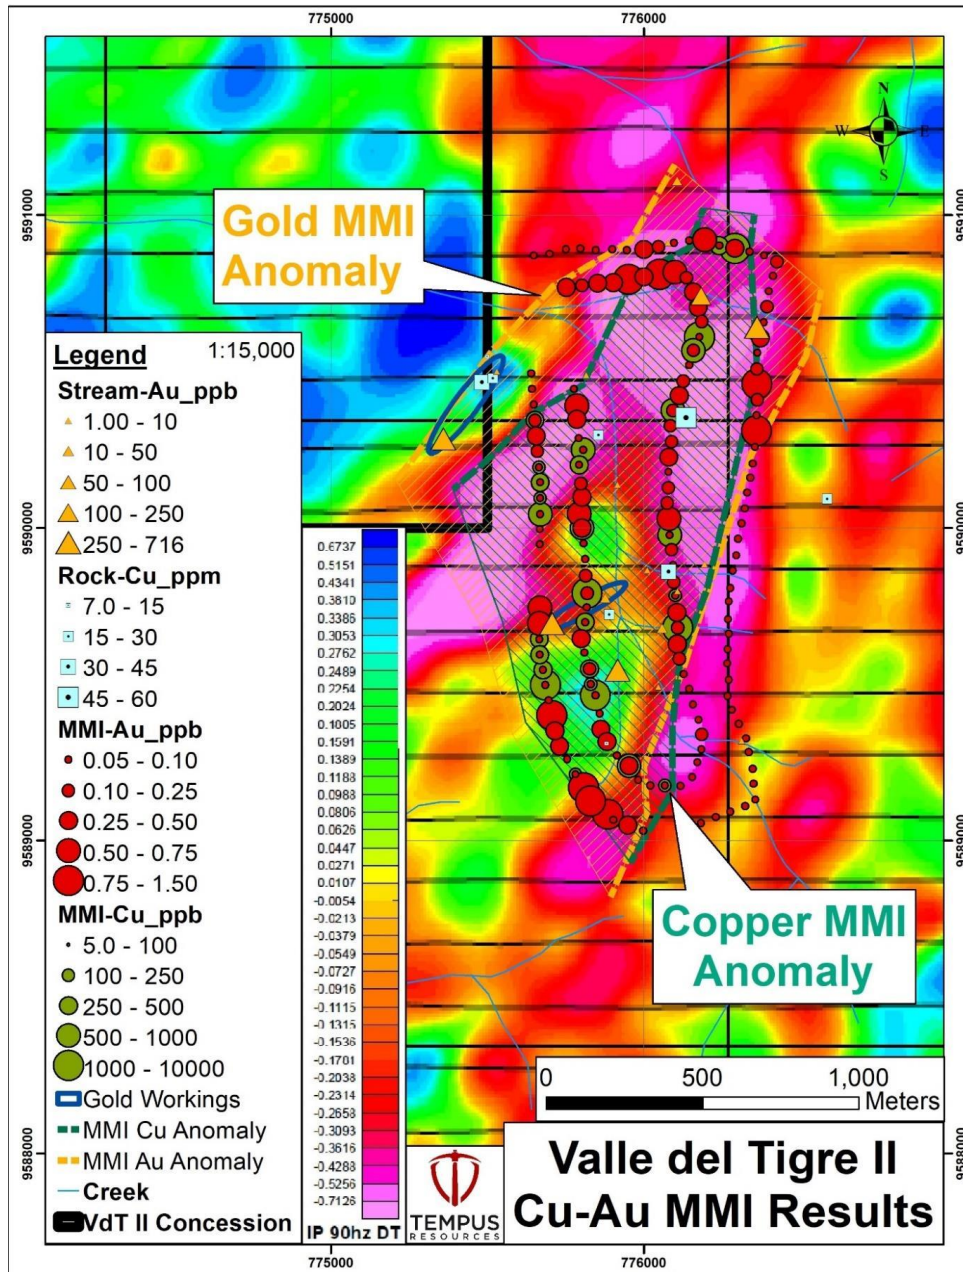 775000
776000
N
W
E
S
9591000
9591000
Gold MMI
Anomaly
Legend
1:15,000
Stream-Au_ppb
1.00 - 10
10 - 50
50 - 100
100 - 250
250 - 716
Rock-Cu_ppm
7.0 - 15
15 - 30
30 - 45
45 - 60
MMI-Au_ppb
0.05 - 0.10
0.10 - 0.25
0.25 - 0.50
0.50 - 0.75
0.75 - 1.50
MMI-Cu_ppb
5.0 - 100
100 - 250
250 - 500
500 - 1000
1000 - 10000
Gold Workings
MMI Cu Anomaly
MMI Au Anomaly
Creek
VdT II Concession
9590000
9590000
0.6737
0.5151
0.4341
0.3810
0.3385
0.3053
0.2762
0.2489
0.2254
0.2024
0.1805
0.1591
0.1389
0.1188
0.0988
0.0806
0.0626
0.0447
0.0271
0.0107
-0.0054
-0.0213
-0.0379
-0.0549
-0.0727
-0.0916
-0.1115
-0.1315
-0.1536
-0.1701
-0.2038
-0.2314
-0.2658
-0.3093
-0.3616
-0.4288
-0.5256
-0.7126
IP 90hz DT
9589000
9589000
Copper MMI
Anomaly
0
500
1,000
Meters
9588000
9588000
TEMPUS
RESOURCES
Valle del Tigre II
Cu-Au MMI Results
775000
776000